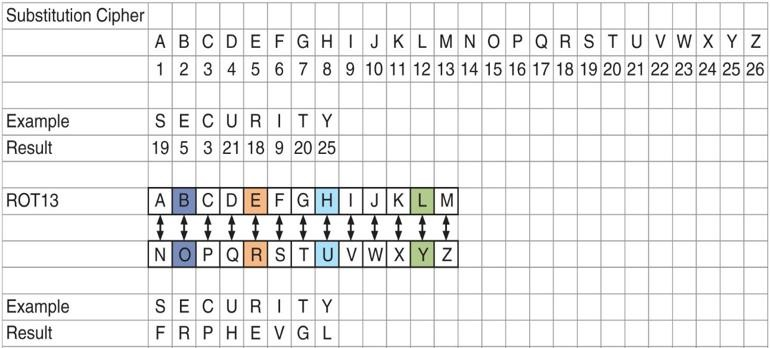 Substitution Cipher
A B C D E F G H I J K L M N O P Q R S T U V W X Y Z
1 2 3 4 5 6 7 8 9 10 11 12 13 14 15 16 17 18 19 20 21 22 23 24 25 26
Example S E C U R I T Y
Result 19 5 3 21 18 9 20 25
ROT13 A B C D E F G H I J K L M
N O P Q R S T U V W X Y Z
Example S E C U R I T Y
Result F R P H E V G L